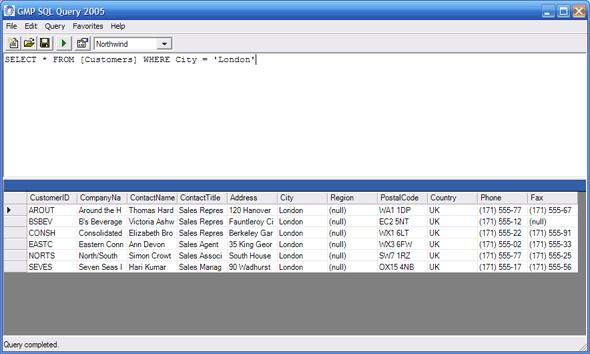 GMP SQL Query 2005
File Edit Query Favorites Help
Northwind
SELECT * FROM [Customers] WHERE City = 'London'
CustomerID CompanyNa ContactName ContactTitle Address City Region PostalCode Country Phone Fax
AROUT Around the H Thomas Hard Sales Repres 120 Hanover London (null) WA1 1DP UK (171) 555-77 (171) 555-67
BSBEV B's Beverage Victoria Ashw Sales Repres Fauntleroy Ci London (null) EC2 5NT UK (171) 555-12 (null)
CONSH Consolidated Elizabeth Bro Sales Repres Berkeley Gar London (null) WX1 6LT UK (171) 555-22 (171) 555-91
EASTC Eastern Conn Ann Devon Sales Agent 35 King Geor London (null) WX3 6FW UK (171) 555-02 (171) 555-33
NORTS North/South Simon Crowt Sales Associ South House London (null) SW7 1RZ UK (171) 555-77 (171) 555-25
SEVES Seven Seas I Hari Kumar Sales Manag 90 Wadhurst London (null) OX15 4NB UK (171) 555-17 (171) 555-56
Query completed.